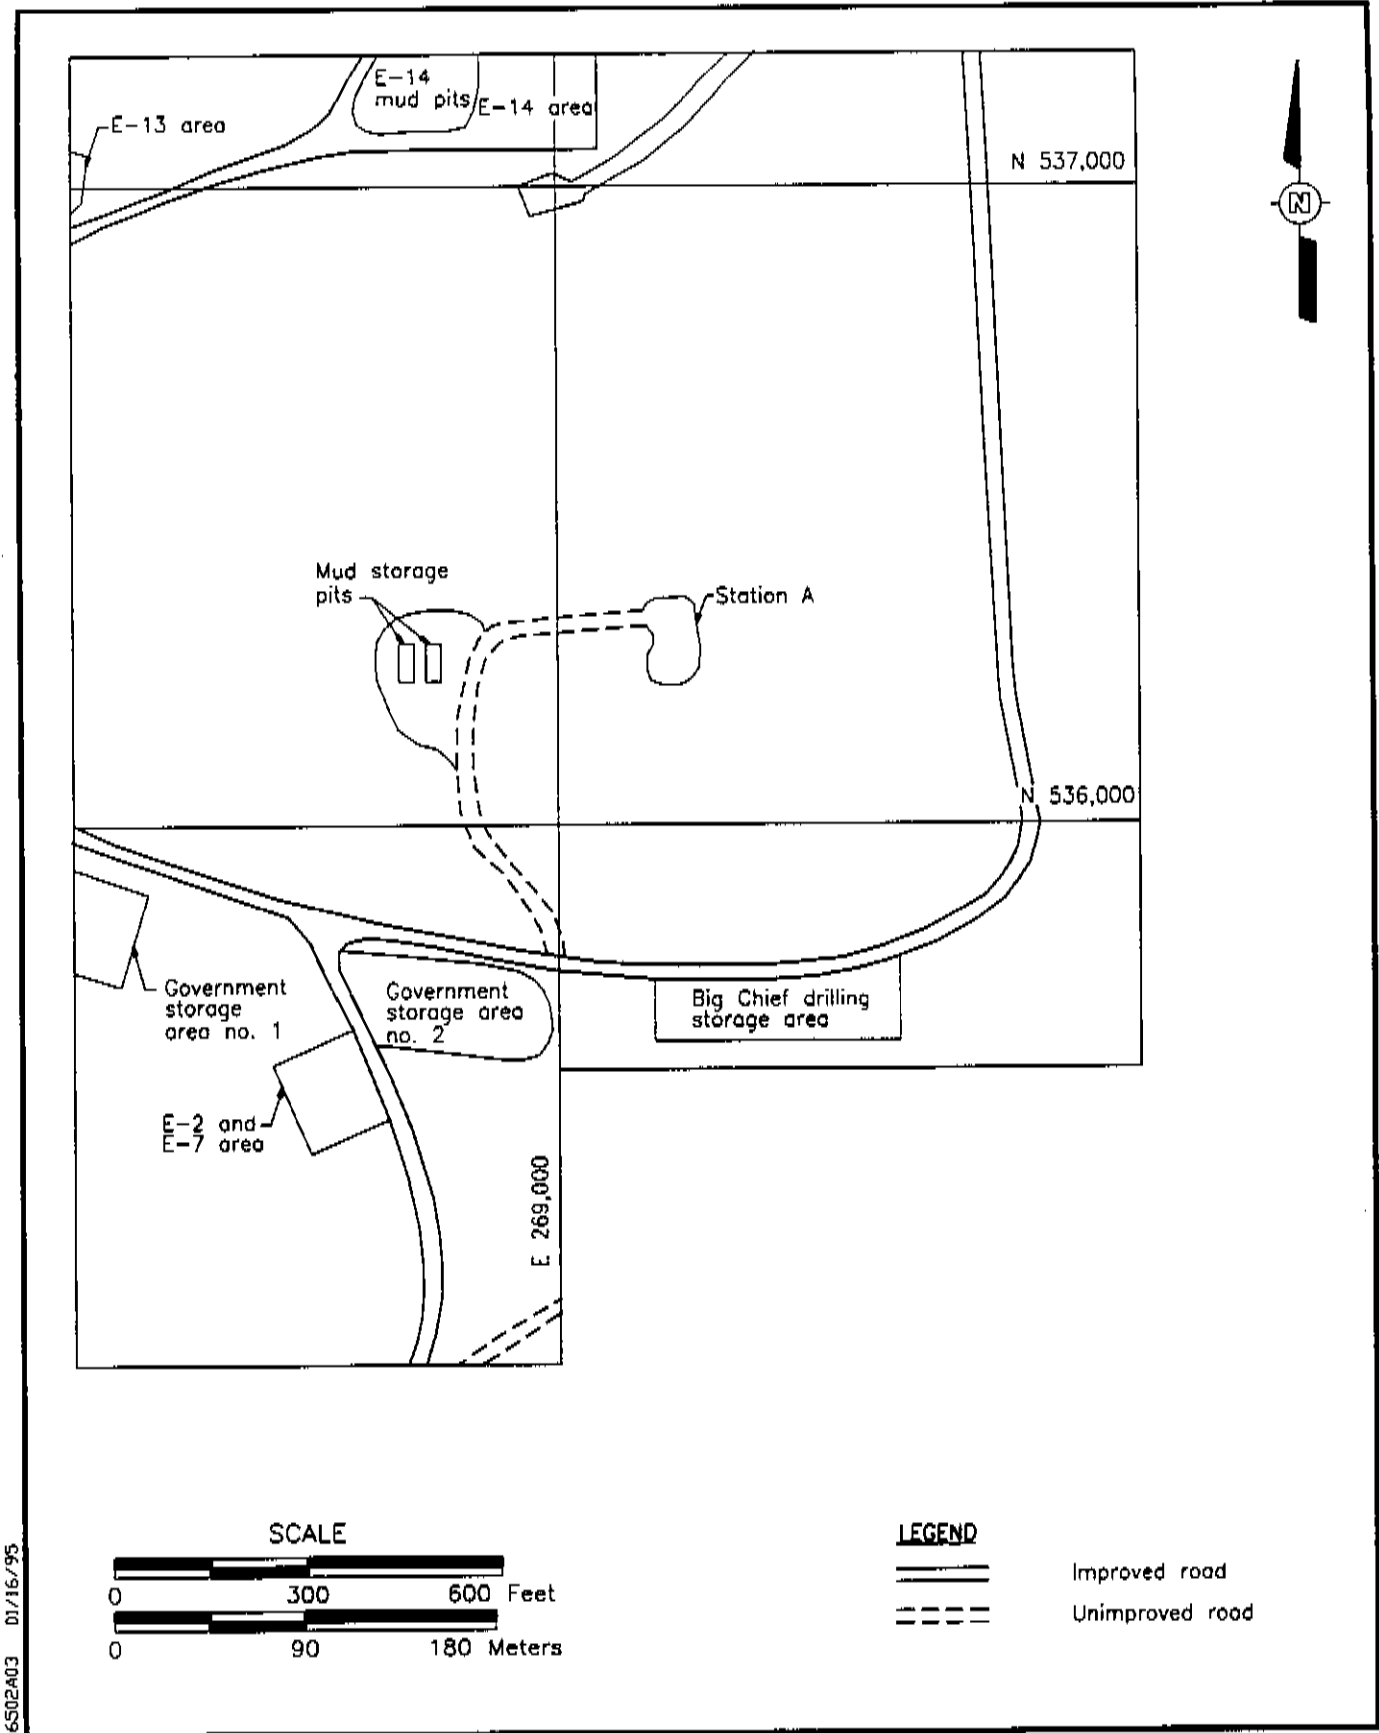 E-14
mud pits
E-14 area
E-13 area
N 537,000
N
Mud storage
pits
Station A
N 536,000
Government
storage
area no. 1
Government
storage area
no. 2
Big Chief drilling
storage area
E-2 and
E-7 area
E 269,000
SCALE
0 300 600 Feet
0 90 180 Meters
LEGEND
Improved road
Unimproved road
6502A03 01/16/95